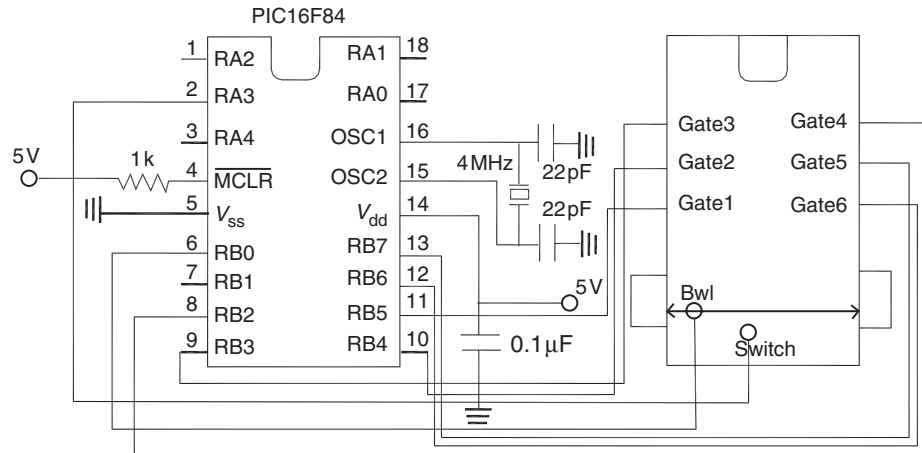 PIC16F84
1 RA2 RA1 18
2 RA3 RA0 17
3 RA4 OSC1 16
4 MCLR OSC2 15
5 Vss Vdd 14
6 RB0 RB7 13
7 RB1 RB6 12
8 RB2 RB5 11
9 RB3 RB4 10
5V
1k
4MHz
22pF
22pF
5V
0.1µF
Gate3 Gate4
Gate2 Gate5
Gate1 Gate6
Bwl
Switch